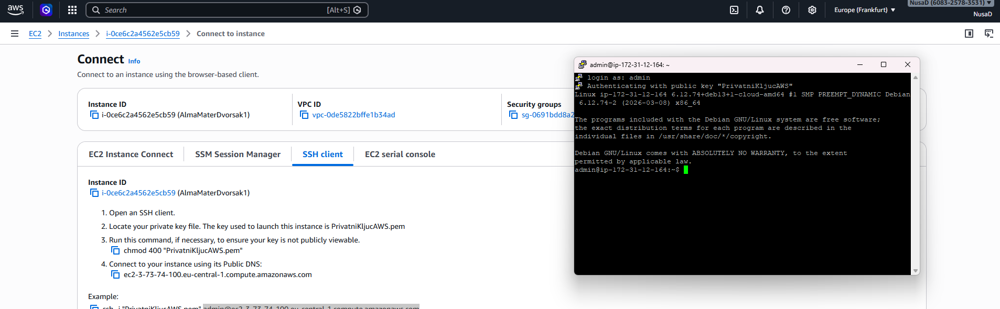 aws
Search
[Alt+S]
Europe (Frankfurt)
NusaD (6083-2578-3531)
NusaD
EC2
Instances
i-0ce6c2a4562e5cb59
Connect to instance
Connect Info
Connect to an instance using the browser-based client.
Instance ID
i-0ce6c2a4562e5cb59 (AlmaMaterDvorsak1)
VPC ID
vpc-0de5822bffe1b34ad
Security groups
sg-0691bdd8a2
EC2 Instance Connect
SSM Session Manager
SSH client
EC2 serial console
Instance ID
i-0ce6c2a4562e5cb59 (AlmaMaterDvorsak1)
1. Open an SSH client.
2. Locate your private key file. The key used to launch this instance is PrivatniKljucAWS.pem
3. Run this command, if necessary, to ensure your key is not publicly viewable.
chmod 400 "PrivatniKljucAWS.pem"
4. Connect to your instance using its Public DNS:
ec2-3-73-74-100.eu-central-1.compute.amazonaws.com
Example:
ssh -i "PrivatniKljucAWS.pem" admin@ec2-3-73-74-100.eu-central-1.compute.amazonaws.com
admin@ip-172-31-12-164: ~
login as: admin
Authenticating with public key "PrivatniKljucAWS"
Linux ip-172-31-12-164 6.12.74+deb13+1-cloud-amd64 #1 SMP PREEMPT_DYNAMIC Debian
6.12.74-2 (2026-03-08) x86_64
The programs included with the Debian GNU/Linux system are free software;
the exact distribution terms for each program are described in the
individual files in /usr/share/doc/*/copyright.
Debian GNU/Linux comes with ABSOLUTELY NO WARRANTY, to the extent
permitted by applicable law.
admin@ip-172-31-12-164:~$